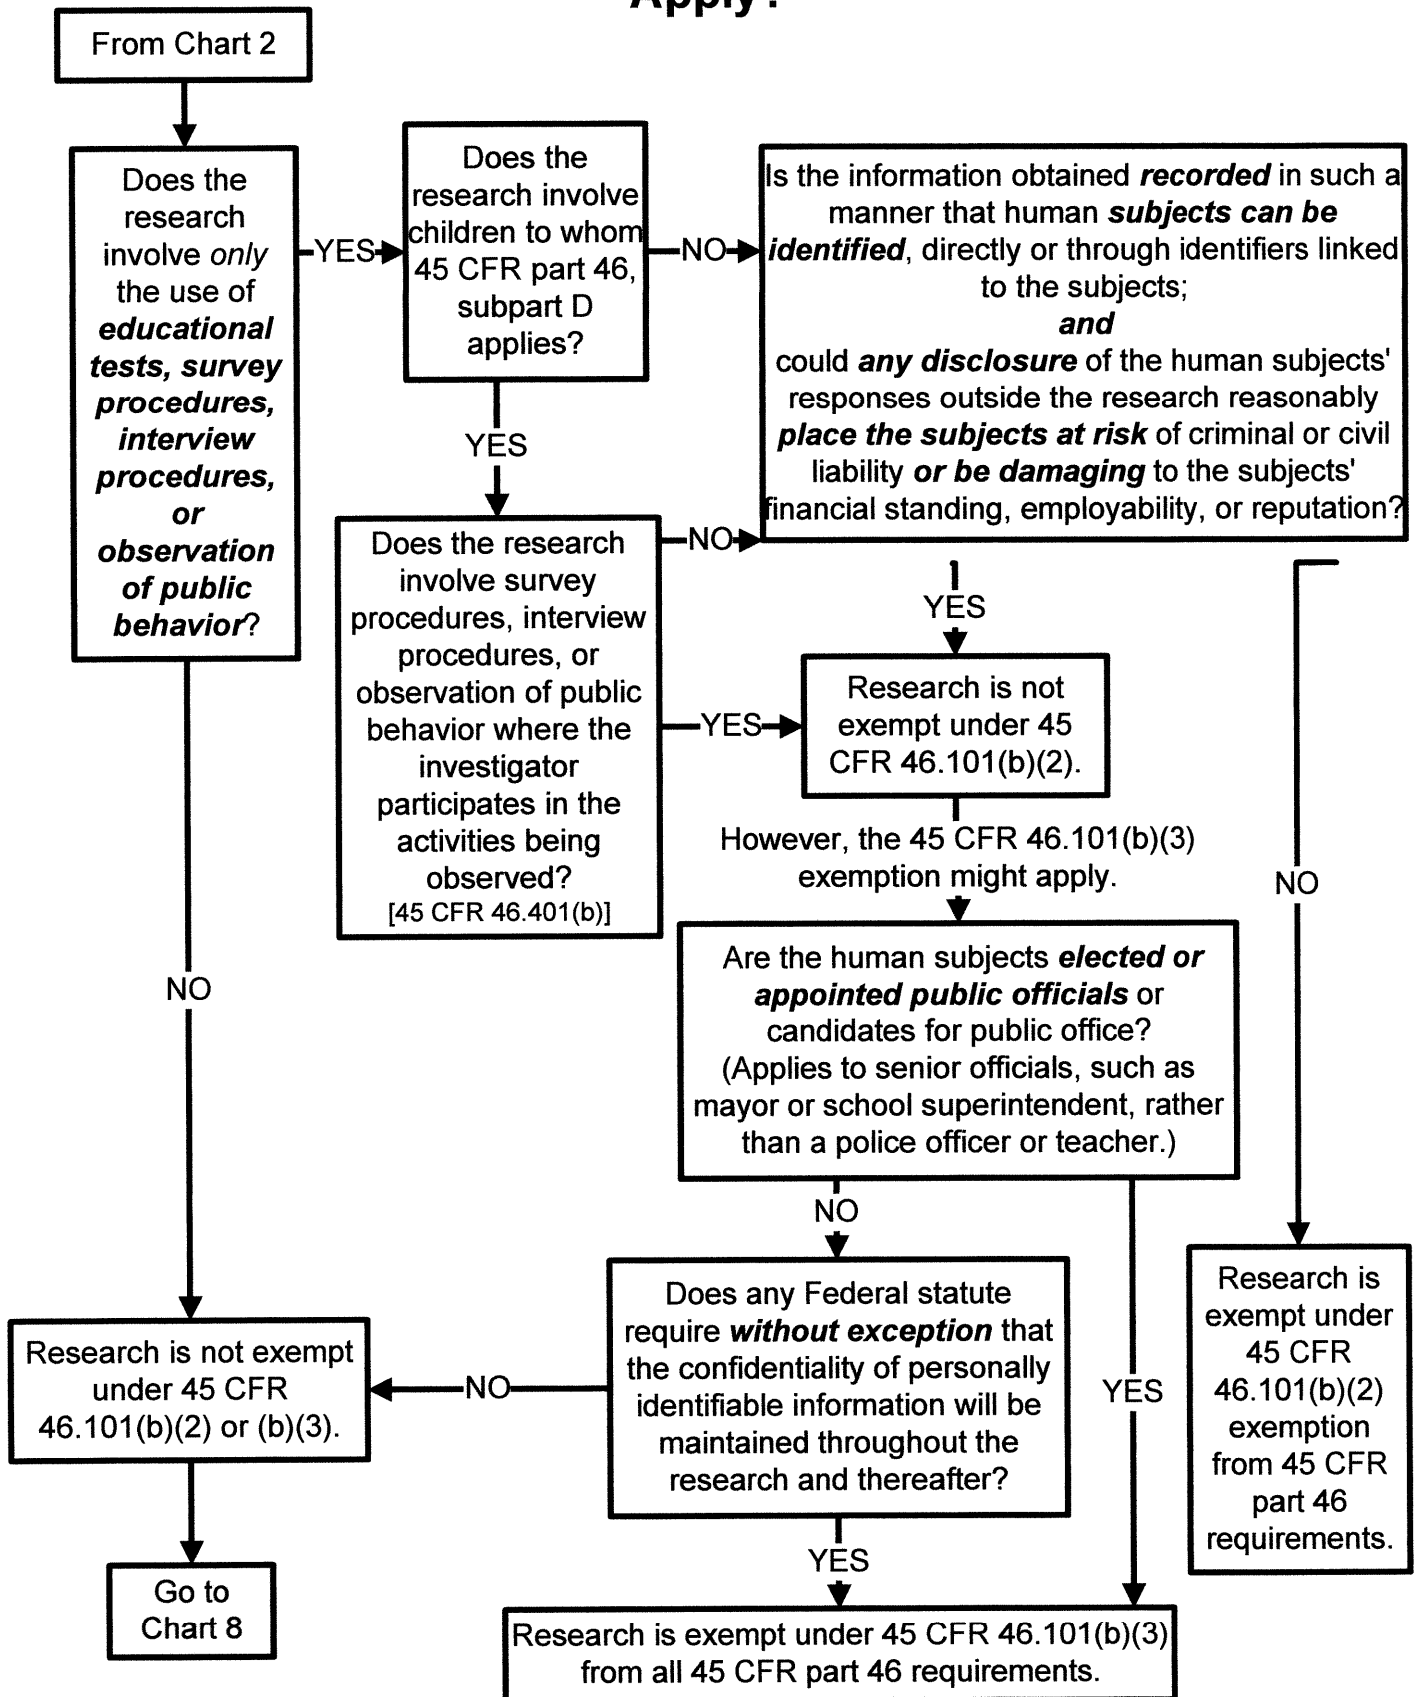 Apply?
From Chart 2
Does the
research
involve only
the use of
educational
tests, survey
procedures,
interview
procedures,
or
observation
of public
behavior?
YES
Does the
research involve
children to whom
45 CFR part 46,
subpart D
applies?
NO
Is the information obtained recorded in such a
manner that human subjects can be
identified, directly or through identifiers linked
to the subjects;
and
could any disclosure of the human subjects'
responses outside the research reasonably
place the subjects at risk of criminal or civil
liability or be damaging to the subjects'
financial standing, employability, or reputation?
YES
Does the research
involve survey
procedures, interview
procedures, or
observation of public
behavior where the
investigator
participates in the
activities being
observed?
[45 CFR 46.401(b)]
NO
YES
YES
Research is not
exempt under 45
CFR 46.101(b)(2).
However, the 45 CFR 46.101(b)(3)
exemption might apply.
NO
Are the human subjects elected or
appointed public officials or
candidates for public office?
(Applies to senior officials, such as
mayor or school superintendent, rather
than a police officer or teacher.)
NO
NO
Does any Federal statute
require without exception that
the confidentiality of personally
identifiable information will be
maintained throughout the
research and thereafter?
YES
Research is
exempt under
45 CFR
46.101(b)(2)
exemption
from 45 CFR
part 46
requirements.
Research is not exempt
under 45 CFR
46.101(b)(2) or (b)(3).
NO
YES
Go to
Chart 8
Research is exempt under 45 CFR 46.101(b)(3)
from all 45 CFR part 46 requirements.